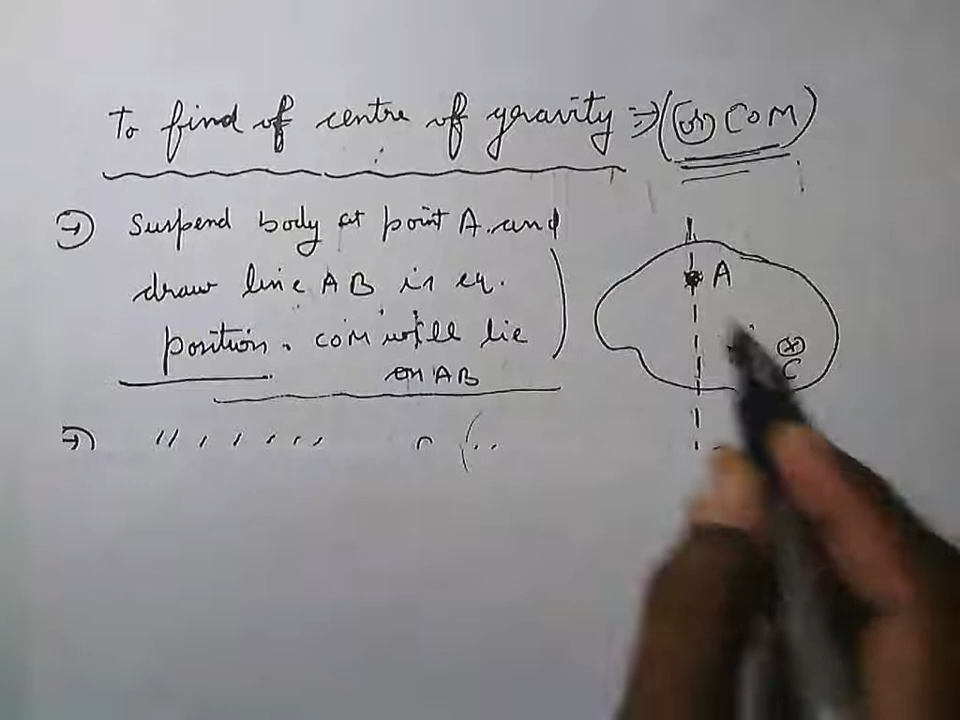 To find of centre of gravity ⇒ (or) COM)
→) Suspend body at point A. and
draw line AB in eq.
position. COM will lie
on AB
→) " , , , , ,
A
C